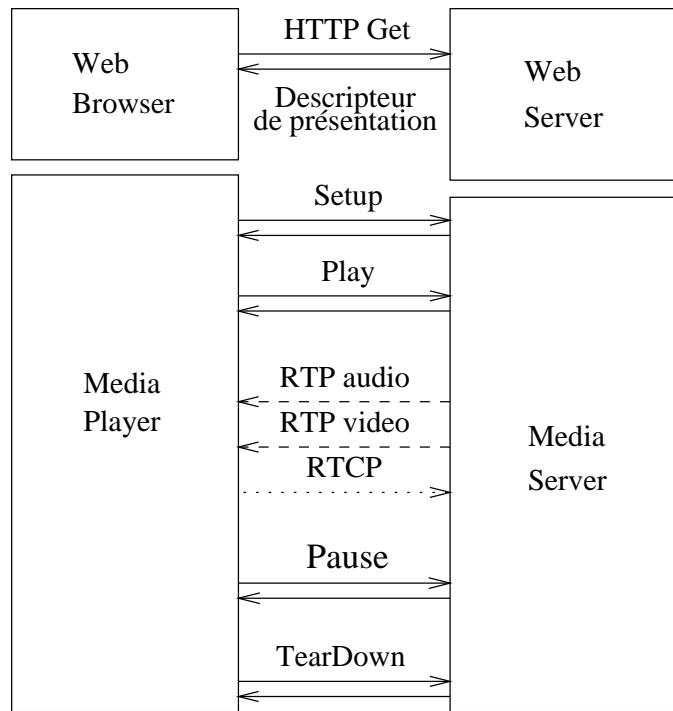 HTTP Get
Web
Browser
Descripteur
de présentation
Web
Server
Setup
Play
RTP audio
RTP video
RTCP
Media
Player
Media
Server
Pause
TearDown